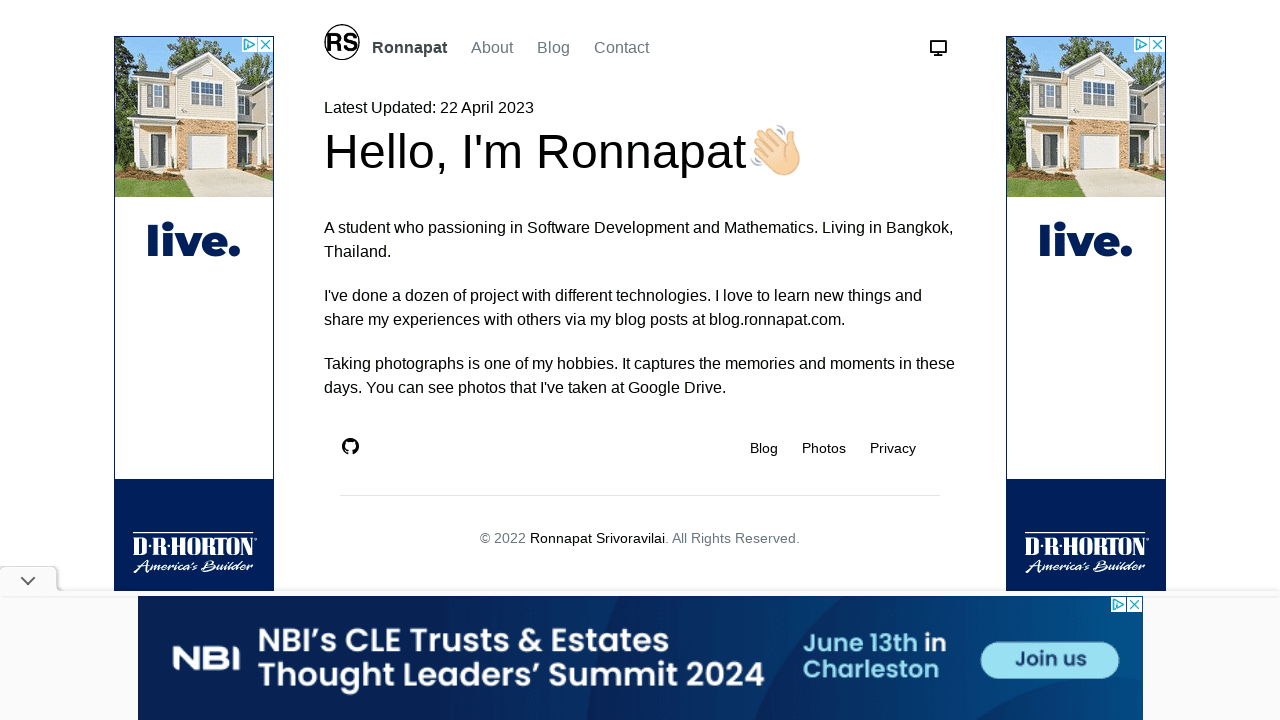 RS Ronnapat About Blog Contact
Latest Updated: 22 April 2023
Hello, I'm Ronnapat
A student who passioning in Software Development and Mathematics. Living in Bangkok,
Thailand.
I've done a dozen of project with different technologies. I love to learn new things and
share my experiences with others via my blog posts at blog.ronnapat.com.
Taking photographs is one of my hobbies. It captures the memories and moments in these
days. You can see photos that I've taken at Google Drive.
Blog Photos Privacy
© 2022 Ronnapat Srivoravilai. All Rights Reserved.
live.
D·R·HORTON
America's Builder
live.
D·R·HORTON
America's Builder
NBI
NBI's CLE Trusts & Estates
Thought Leaders' Summit 2024
June 13th in
Charleston
Join us